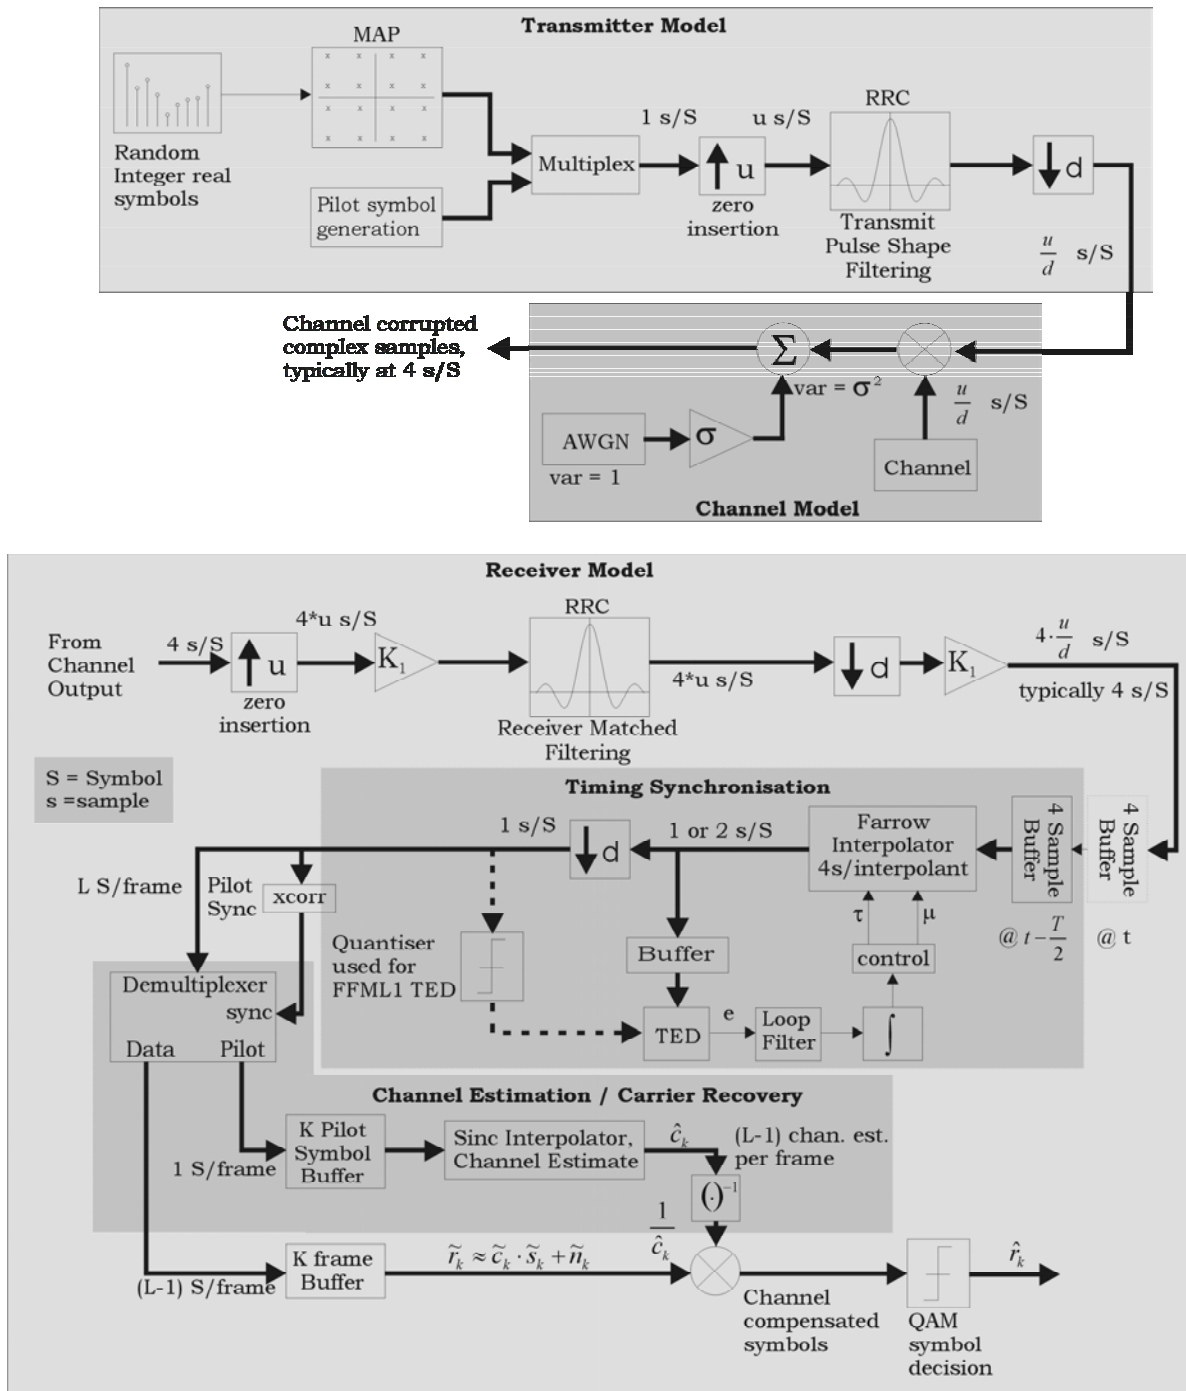 Transmitter Model
MAP
Random
Integer real
symbols
Pilot symbol
generation
Multiplex
1 s/S
u
zero
insertion
u s/S
RRC
Transmit
Pulse Shape
Filtering
d
u/d s/S
Channel corrupted
complex samples,
typically at 4 s/S
Σ
var = σ²
u/d s/S
AWGN
var = 1
σ
Channel
Channel Model
Receiver Model
From
Channel
Output
4 s/S
u
zero
insertion
4*u s/S
K₁
RRC
Receiver Matched
Filtering
4*u s/S
d
K₁
4·u/d s/S
typically 4 s/S
S = Symbol
s =sample
Timing Synchronisation
1 s/S
d
1 or 2 s/S
Farrow
Interpolator
4s/interpolant
4 Sample
Buffer
4 Sample
Buffer
@ t − T/2
@ t
τ
μ
control
L S/frame
Pilot
Sync
xcorr
Quantiser
used for
FFML1 TED
Buffer
TED
e
Loop
Filter
∫
Demultiplexer
sync
Data
Pilot
Channel Estimation / Carrier Recovery
1 S/frame
K Pilot
Symbol
Buffer
Sinc Interpolator,
Channel Estimate
ĉₖ
(L-1) chan. est.
per frame
(·)⁻¹
1/ĉₖ
(L-1) S/frame
K frame
Buffer
r̃ₖ ≈ c̃ₖ · s̃ₖ + ñₖ
Channel
compensated
symbols
QAM
symbol
decision
r̂ₖ